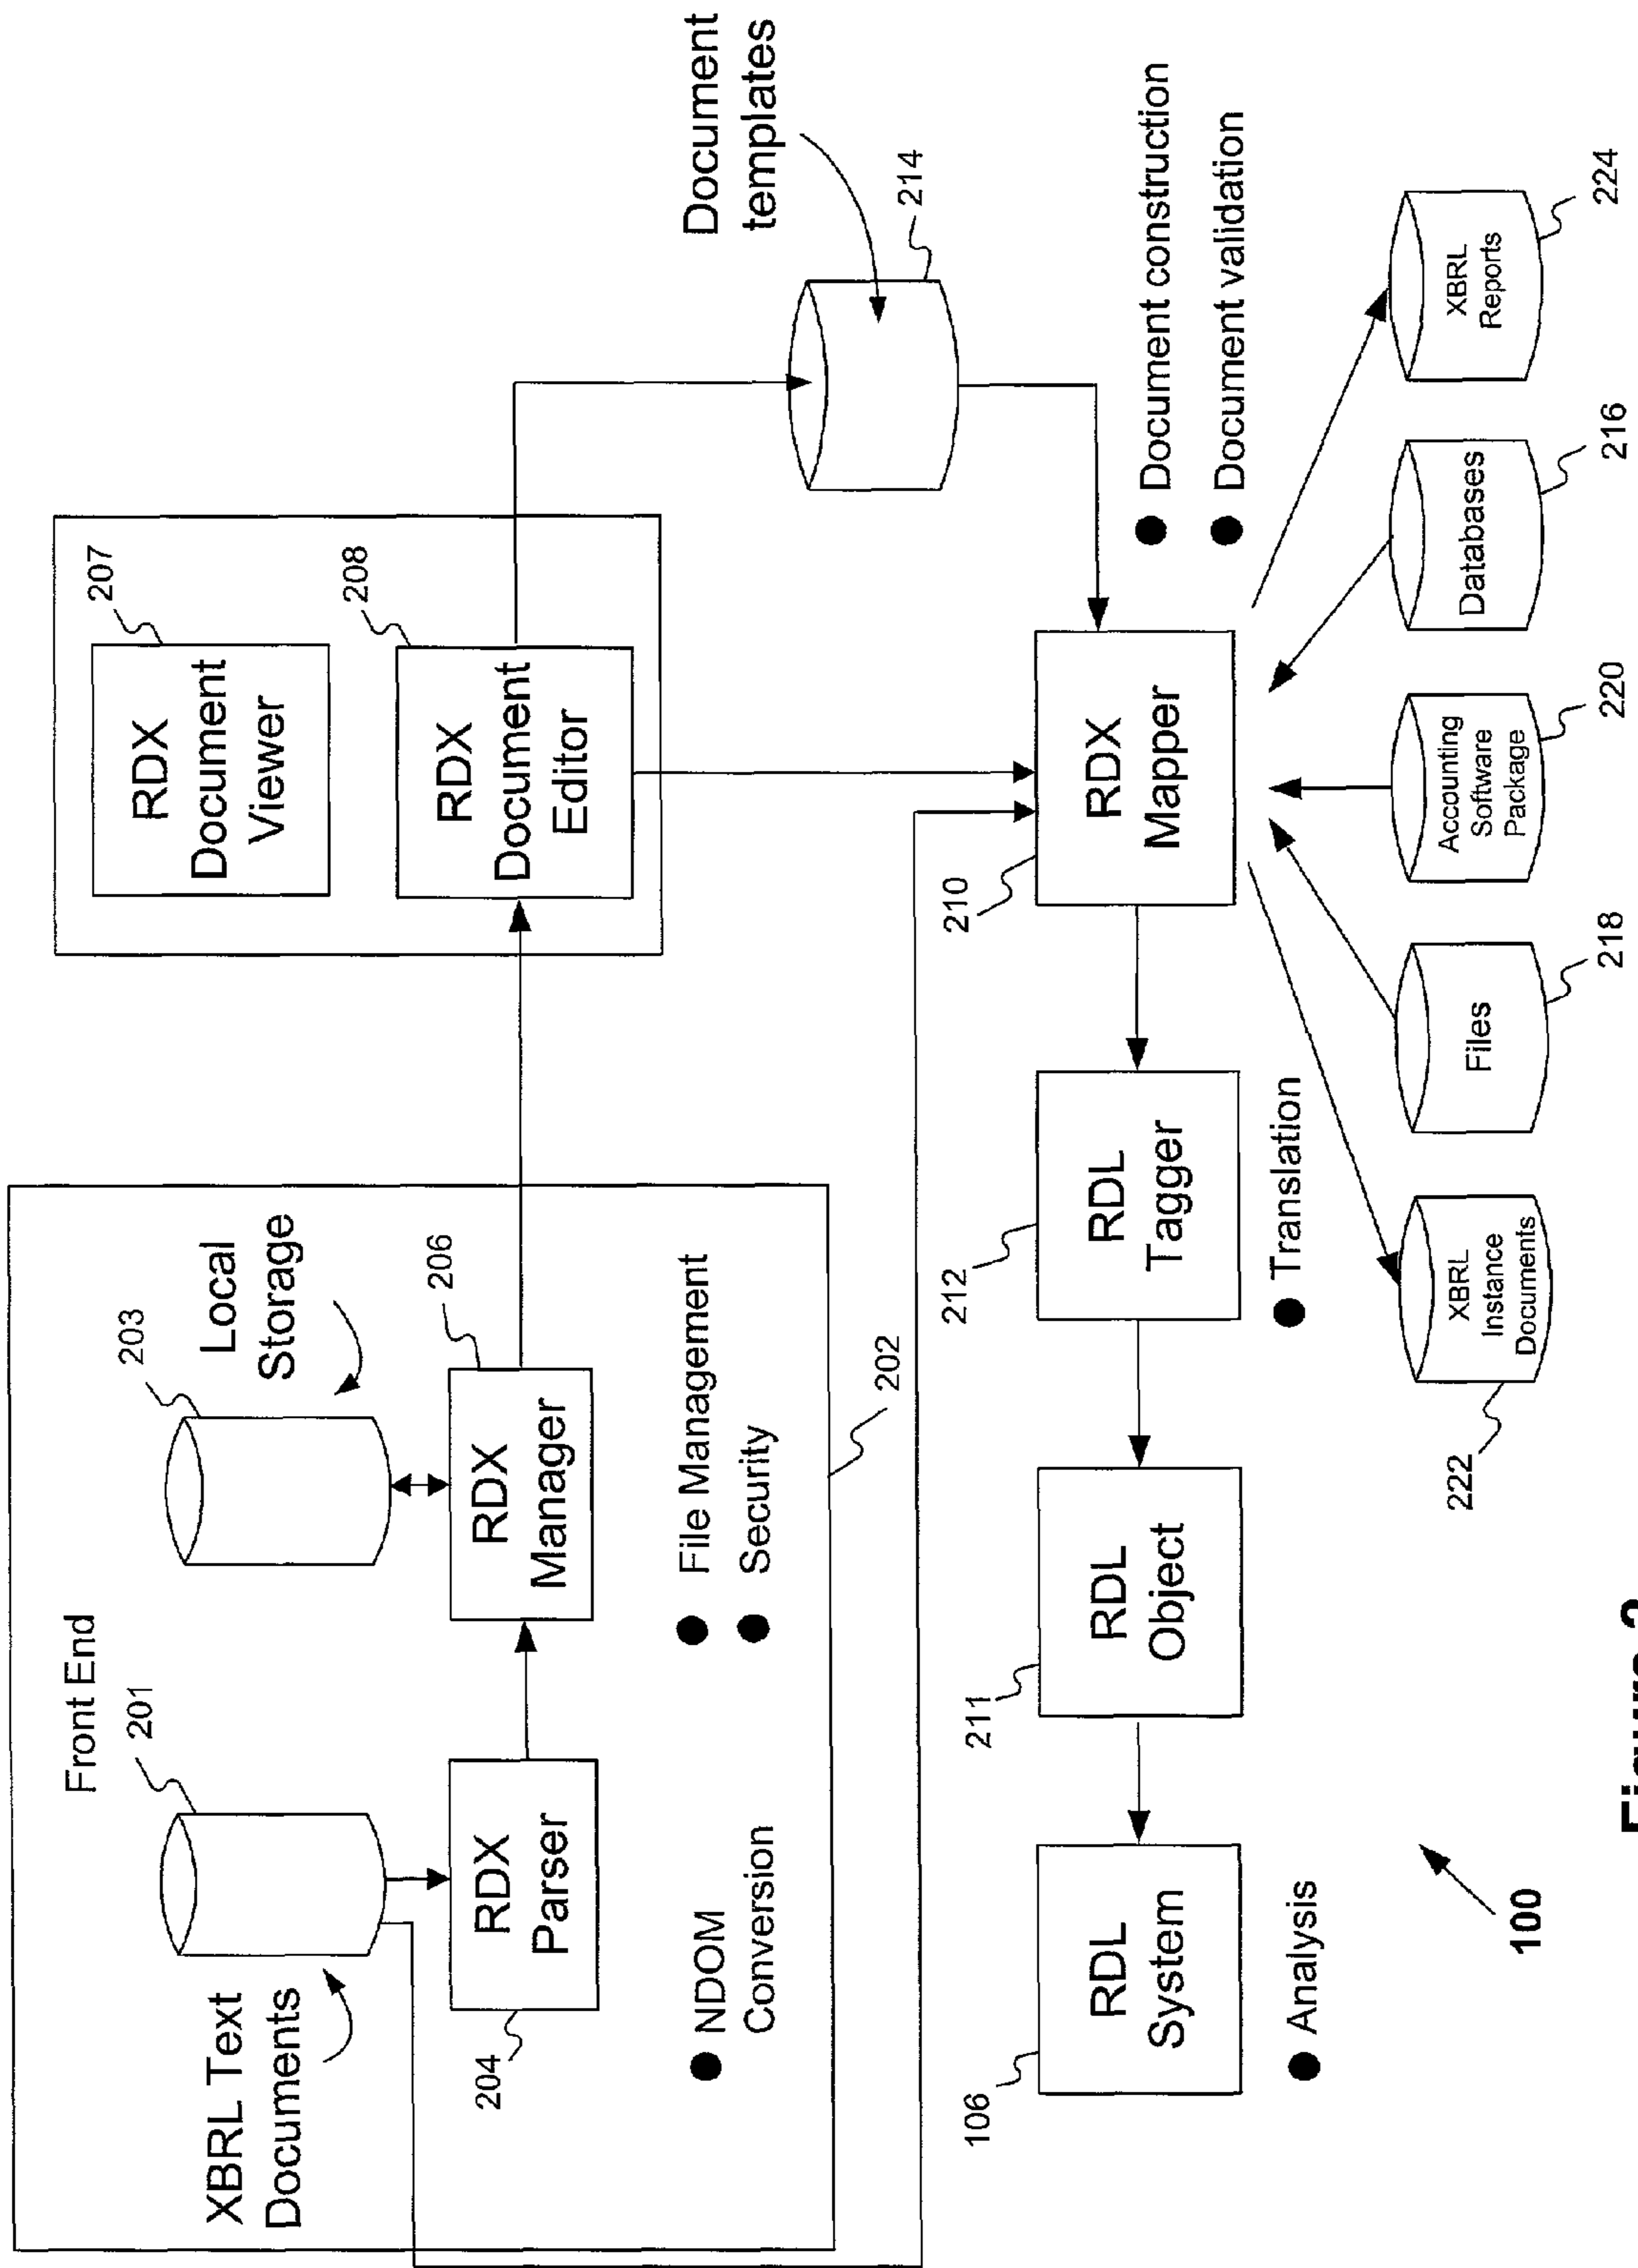 Front End
XBRL Text
Documents
201
203
Local
Storage
RDX
Parser
204
RDX
Manager
206
NDOM
Conversion
File Management
Security
202
RDX
Document
Viewer
207
RDX
Document
Editor
208
Document
templates
214
RDL
System
106
Analysis
RDL
Object
211
RDL
Tagger
212
Translation
RDX
Mapper
210
Document construction
Document validation
XBRL
Instance
Documents
222
Files
218
Accounting
Software
Package
220
Databases
216
XBRL
Reports
224
100